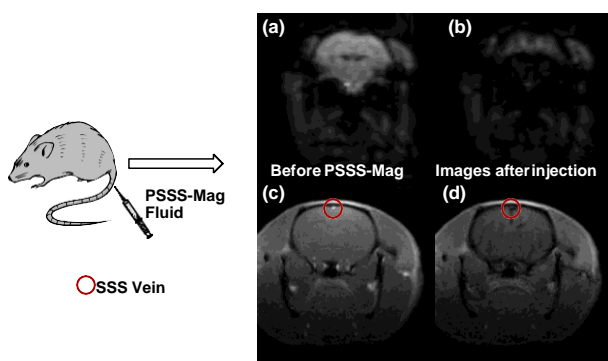 (a)
(b)
Before PSSS-Mag
Images after injection
PSSS-Mag
Fluid
(c)
(d)
SSS Vein